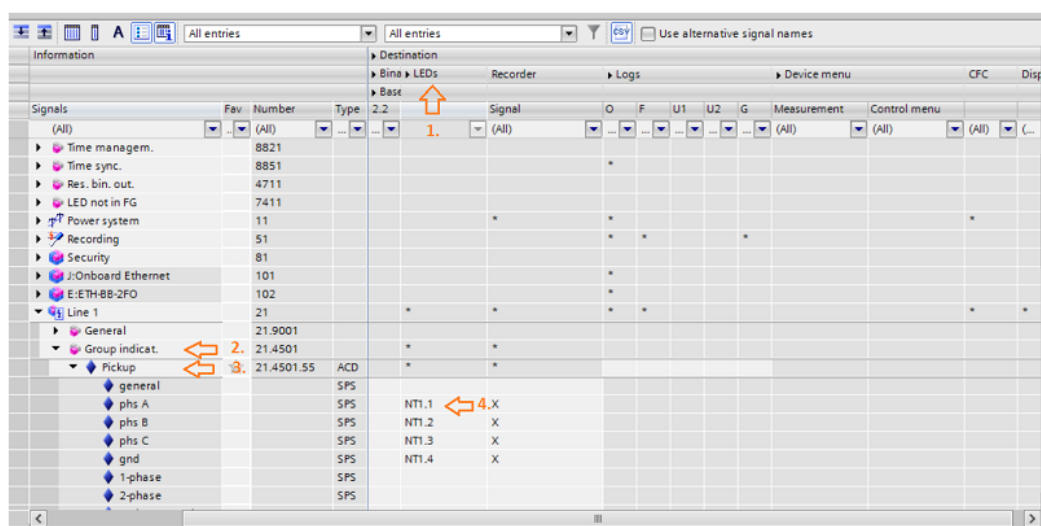 A All entries All entries CSV Use alternative signal names
Information Destination
Bina LEDs Recorder Logs Device menu CFC Disp
Base
Signals Fav Number Type 2.2 Signal O F U1 U2 G Measurement Control menu
(All) ... (All) ... ... 1. (All) ... ... ... ... ... (All) (All) (All) (...
Time managem. 8821
Time sync. 8851 *
Res. bin. out. 4711
LED not in FG 7411
Power system 11 * * *
Recording 51 * * *
Security 81
J:Onboard Ethernet 101 *
E:ETH-BB-2FO 102 *
Line 1 21 * * * * * *
General 21.9001
Group indicat. 2. 21.4501 * *
Pickup 3. 21.4501.55 ACD * *
general SPS
phs A SPS NT1.1 4. X
phs B SPS NT1.2 X
phs C SPS NT1.3 X
gnd SPS NT1.4 X
1-phase SPS
2-phase SPS